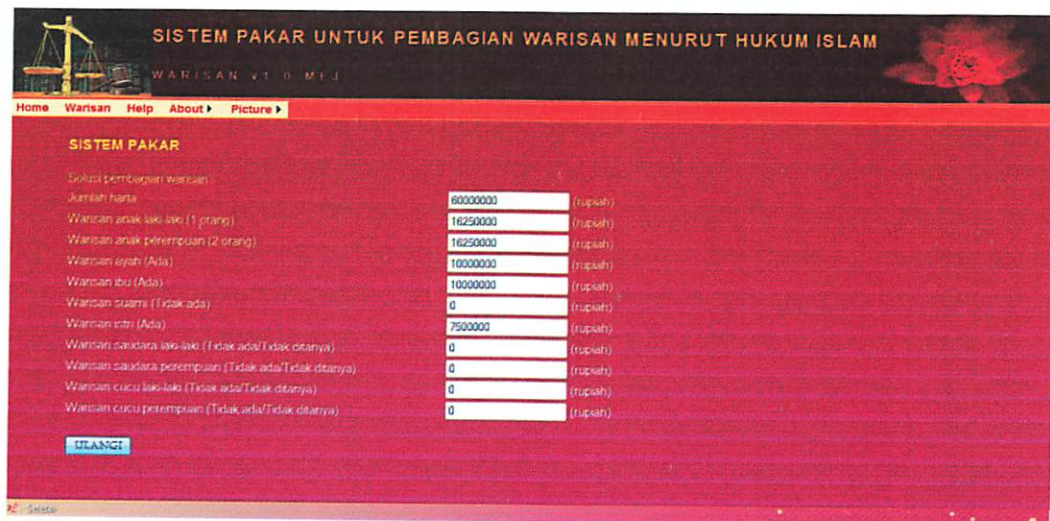 SISTEM PAKAR UNTUK PEMBAGIAN WARISAN MENURUT HUKUM ISLAM
WARISAN v1.0 MEJ
Home Warisan Help About Picture
SISTEM PAKAR
Solusi pembagian warisan
Jumlah harta 60000000 (rupiah)
Warisan anak laki-laki (1 orang) 16250000 (rupiah)
Warisan anak perempuan (2 orang) 16250000 (rupiah)
Warisan ayah (Ada) 10000000 (rupiah)
Warisan ibu (Ada) 10000000 (rupiah)
Warisan suami (Tidak ada) 0 (rupiah)
Warisan istri (Ada) 7500000 (rupiah)
Warisan saudara laki-laki (Tidak ada/Tidak ditanya) 0 (rupiah)
Warisan saudara perempuan (Tidak ada/Tidak ditanya) 0 (rupiah)
Warisan cucu laki-laki (Tidak ada/Tidak ditanya) 0 (rupiah)
Warisan cucu perempuan (Tidak ada/Tidak ditanya) 0 (rupiah)
ULANGI
Selesai